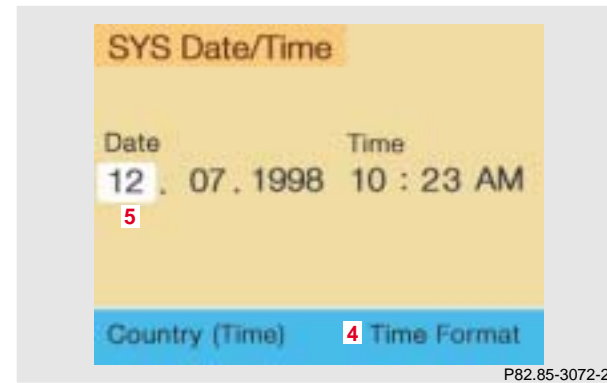 SYS Date/Time
Date Time
12 . 07 . 1998 10 : 23 AM
5
Country (Time) 4 Time Format
P82.85-3072-2